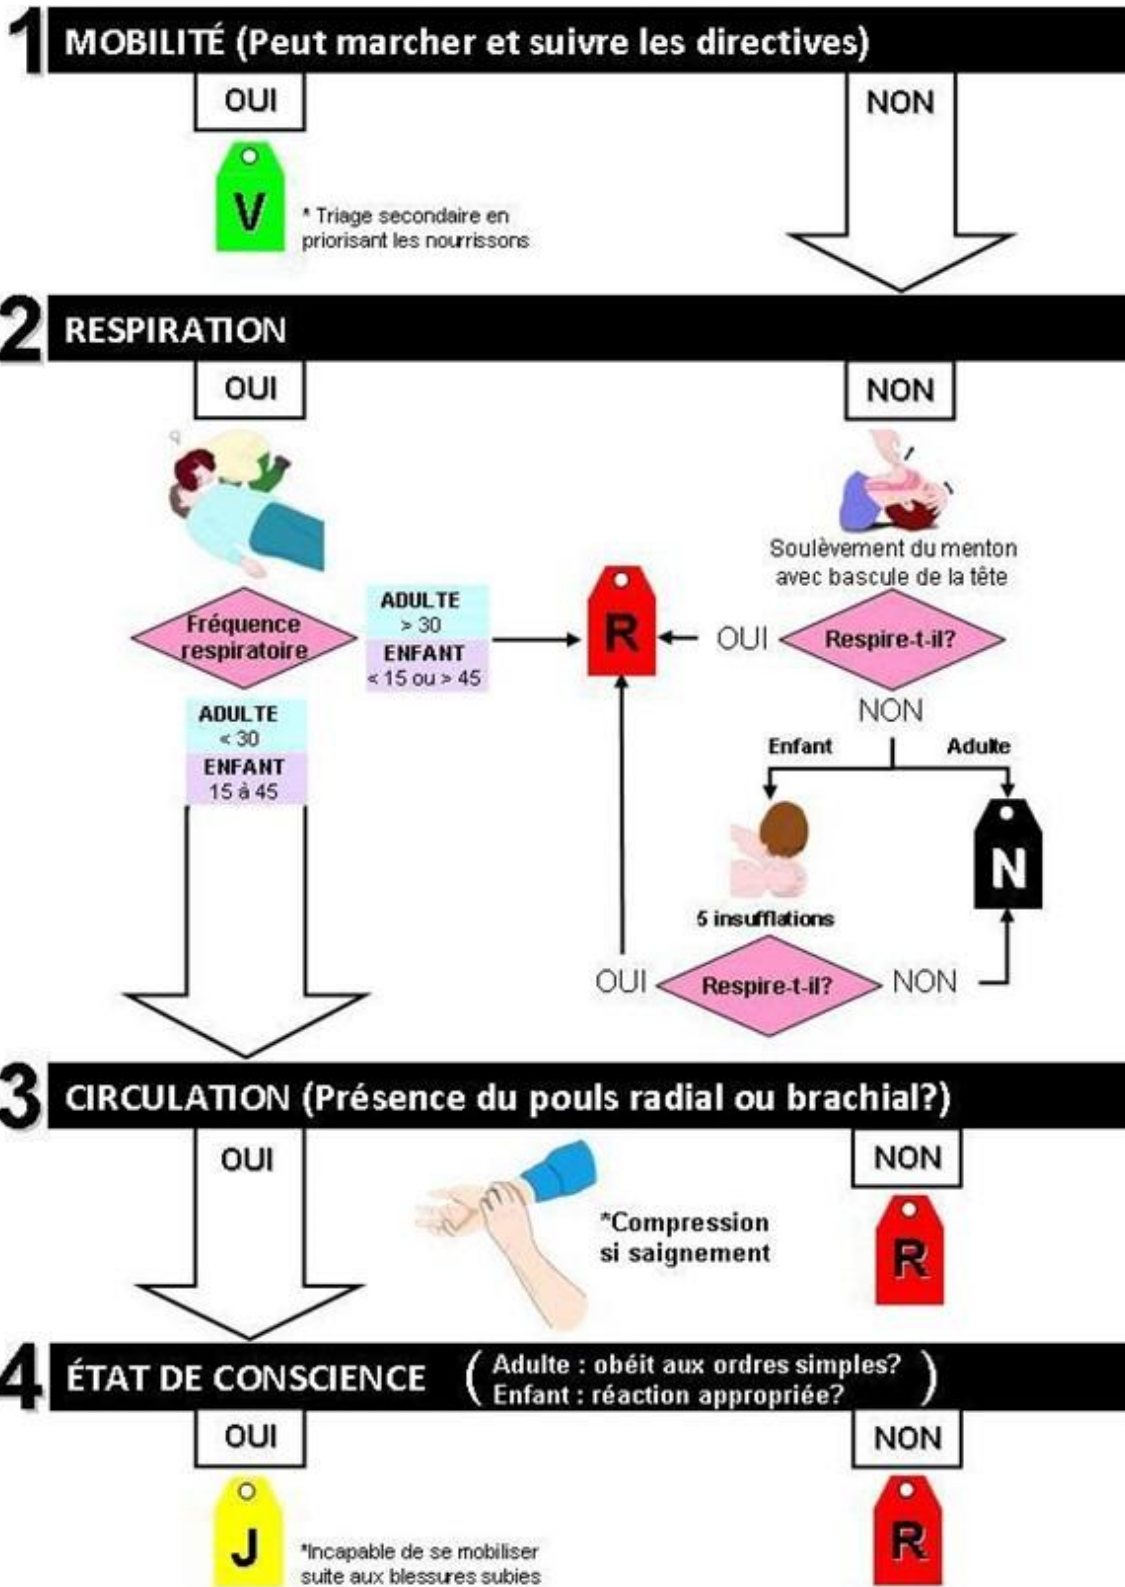 1 MOBILITÉ (Peut marcher et suivre les directives)
OUI
NON
V
* Triage secondaire en
priorisant les nourrissons
2 RESPIRATION
OUI
NON
Soulèvement du menton
avec bascule de la tête
Fréquence
respiratoire
ADULTE
> 30
ENFANT
< 15 ou > 45
R
OUI
Respire-t-il?
NON
ADULTE
< 30
ENFANT
15 à 45
Enfant
Adulte
N
5 insufflations
OUI
Respire-t-il?
NON
3 CIRCULATION (Présence du pouls radial ou brachial?)
OUI
NON
*Compression
si saignement
R
4 ÉTAT DE CONSCIENCE
(Adulte : obéit aux ordres simples?
Enfant : réaction appropriée?)
OUI
NON
J
*Incapable de se mobiliser
suite aux blessures subies
R